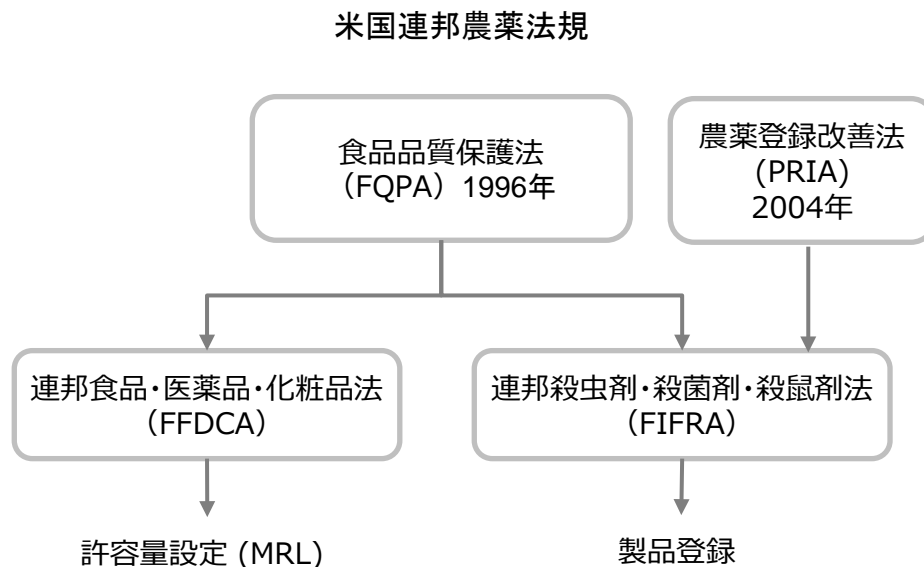 米国連邦農薬法規
食品品質保護法
（FQPA）1996年
農薬登録改善法
(PRIA)
2004年
連邦食品・医薬品・化粧品法
（FFDCA）
連邦殺虫剤・殺菌剤・殺鼠剤法
（FIFRA）
許容量設定 (MRL)
製品登録